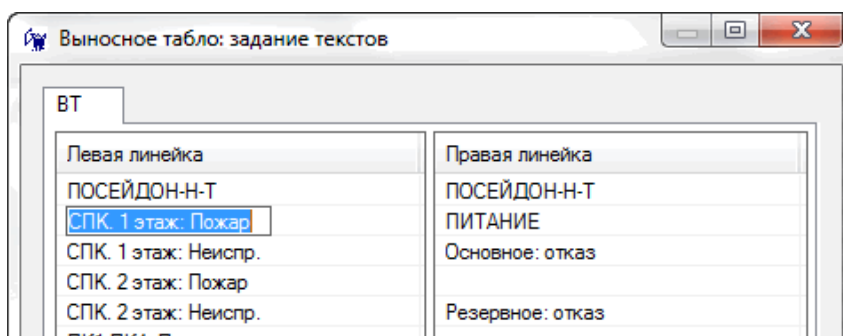 Выносное табло: задание текстов
ВТ
Левая линейка
Правая линейка
ПОСЕЙДОН-Н-Т
ПОСЕЙДОН-Н-Т
СПК. 1 этаж: Пожар
ПИТАНИЕ
СПК. 1 этаж: Неиспр.
Основное: отказ
СПК. 2 этаж: Пожар
СПК. 2 этаж: Неиспр.
Резервное: отказ